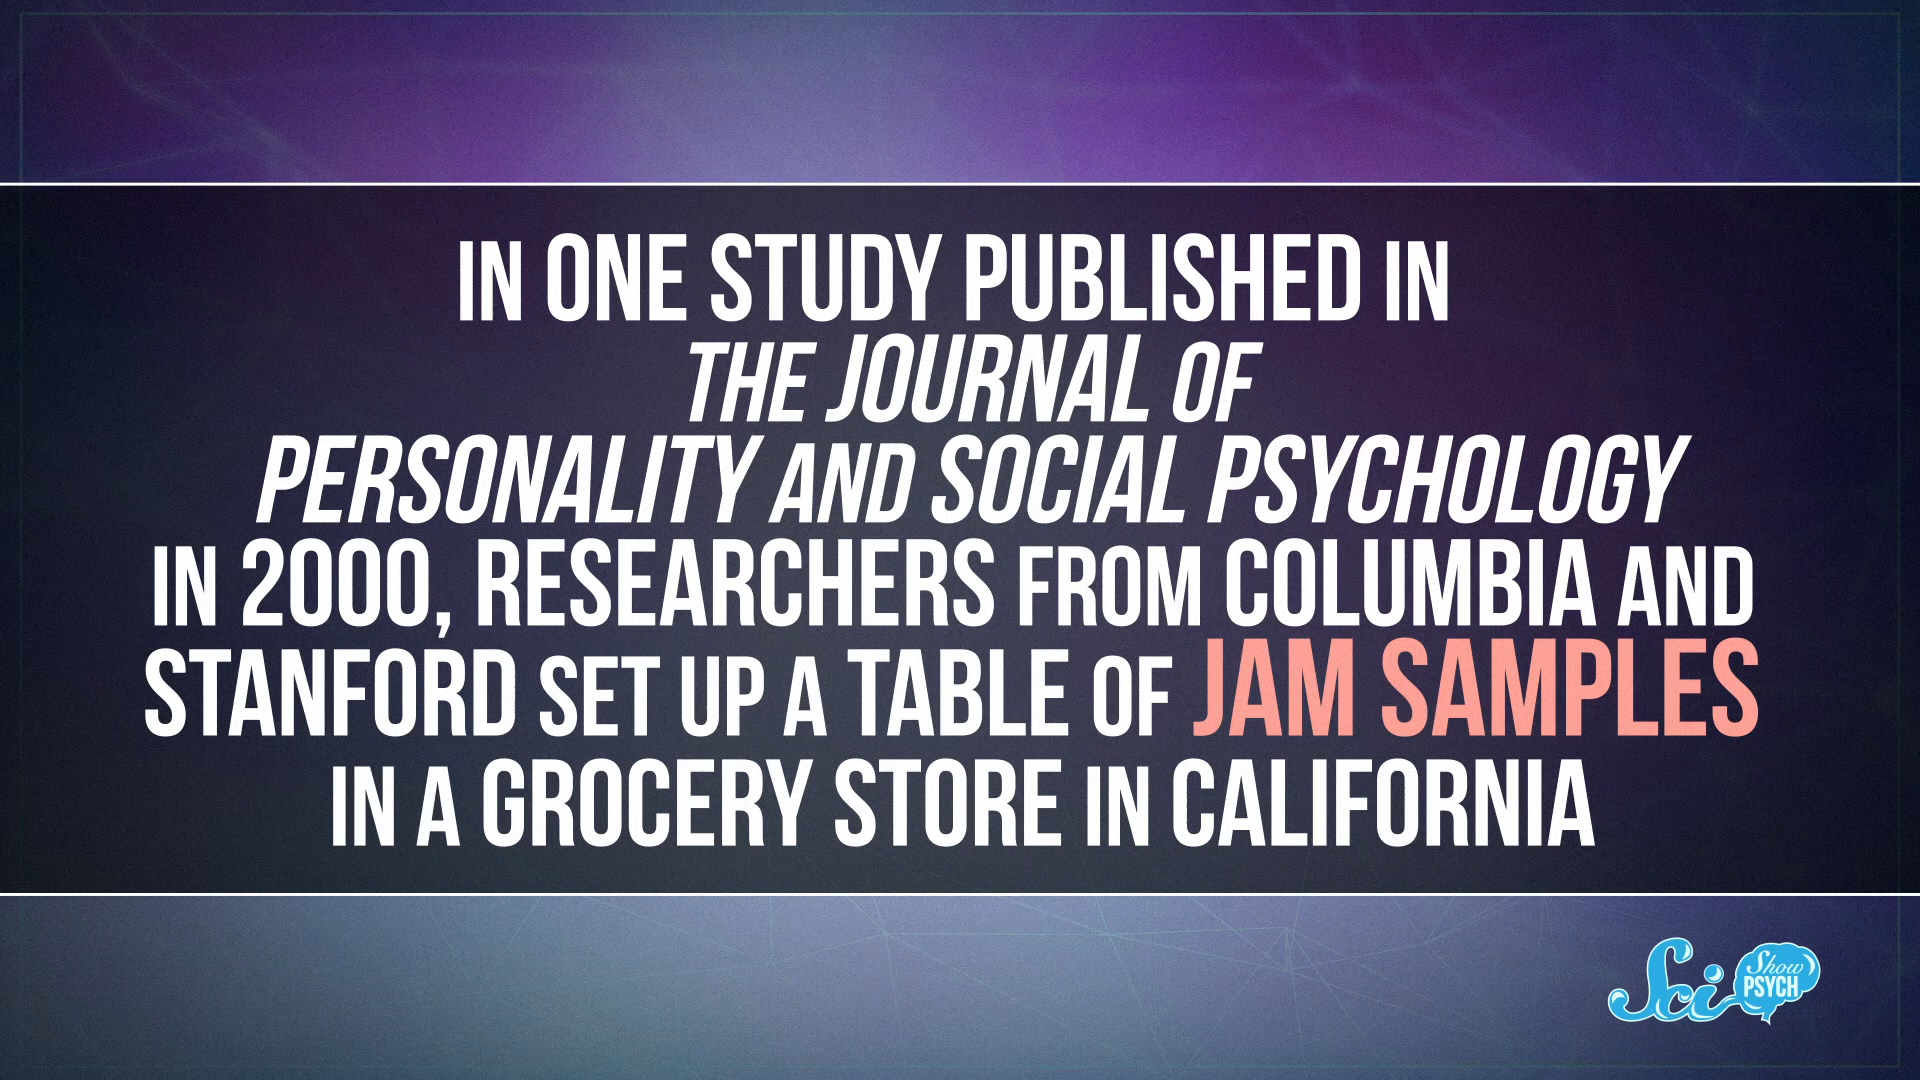 IN ONE STUDY PUBLISHED IN
THE JOURNAL OF
PERSONALITY AND SOCIAL PSYCHOLOGY
IN 2000, RESEARCHERS FROM COLUMBIA AND
STANFORD SET UP A TABLE OF JAM SAMPLES
IN A GROCERY STORE IN CALIFORNIA
Sci Show
PSYCH